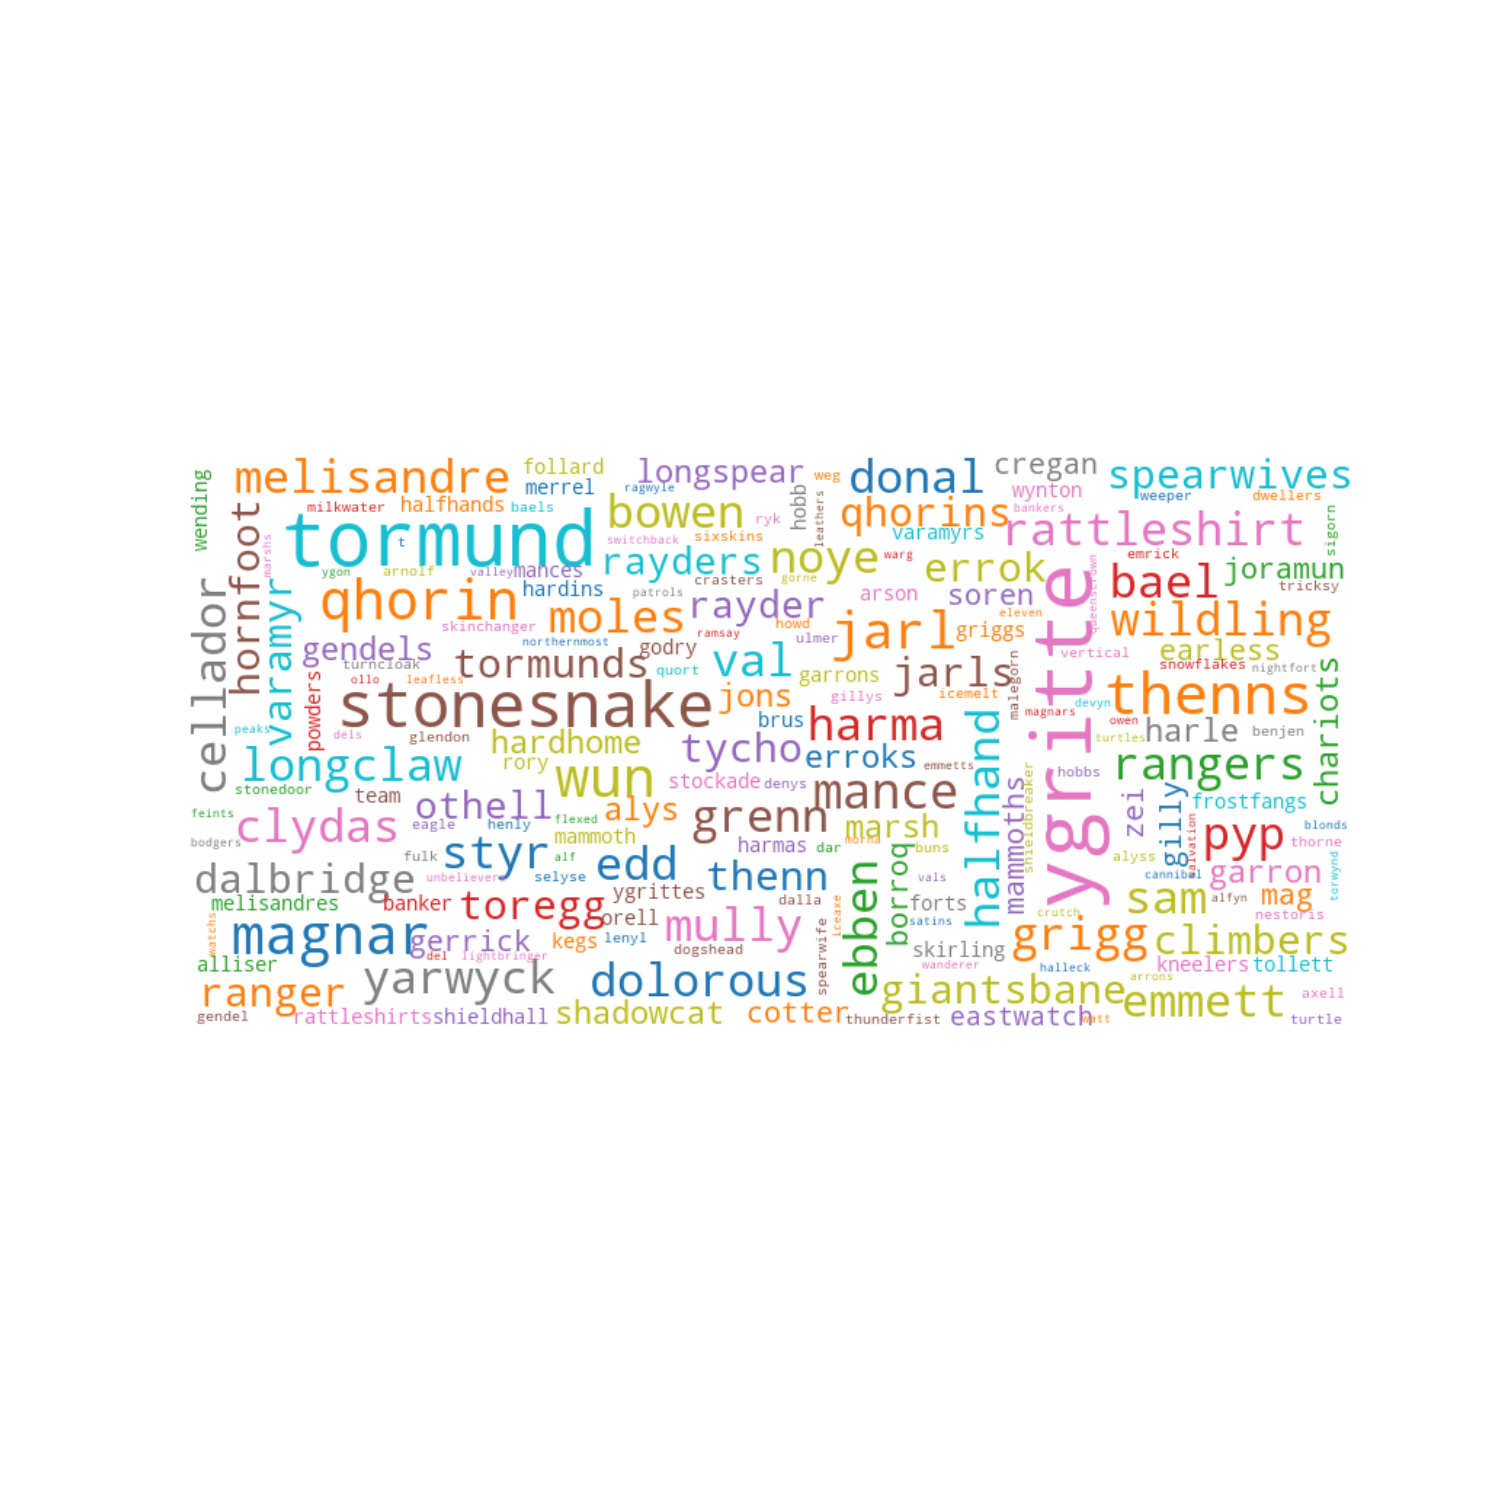 wending
melisandre
follard
longspear
weg
donal
cregan
spearwives
merrel
ragwyle
wynton
weeper
dwellers
milkwater
halfhands
baels
hobb
leathers
qhorins
bankers
rattleshirt
sigorn
hornfoot
tormund
t
bowen
ryk
varamyrs
marshs
switchback
sixskins
rayders
noye
warg
errok
emrick
joramun
ygon
arnolf
valley
mances
crasters
gorne
queenscrown
bael
tricksy
cellador
varamyr
qhorin
hardins
patrols
rayder
arson
soren
ygritte
moles
howd
jarl
eleven
wildling
skinchanger
northernmost
ramsay
ulmer
griggs
gendels
godry
vertical
earless
turncloak
tormunds
val
garrons
jarls
malegorn
snowflakes
nightfort
chariots
ollo
leafless
quort
powders
stonesnake
jons
gillys
icemelt
thenns
devyn
magnars
owen
peaks
dels
glendon
brus
harma
halfhand
turtles
harle
benjen
longclaw
hardhome
tycho
erroks
emmetts
rory
hobbs
rangers
stonedoor
team
wun
stockade
denys
mance
mammoths
shieldbreaker
zei
gilly
frostfangs
feints
othell
alys
grenn
clydas
eagle
henly
flexed
marsh
salvation
pyp
blonds
bodgers
mammoth
harmas
dar
morna
buns
thorne
fulk
styr
alf
edd
borroq
alyss
torwynd
dalbridge
unbelievers
selyse
thenn
ebben
vals
cannibal
garron
melisandres
banker
toregg
ygrittes
dalla
iceaxe
forts
sam
alfyn
mag
watchs
orell
mully
satins
crutch
nestoris
magnar
gerrick
kegs
lenyl
dogshead
spearwife
skirling
grigg
climbers
alliser
del
lightbringer
wanderer
halleck
kneelers
tollett
ranger
yarwyck
dolorous
giantsbane
arrons
emmett
axell
gendel
rattleshirts
shieldhall
shadowcat
cotter
thunderfist
eastwatch
watt
turtle